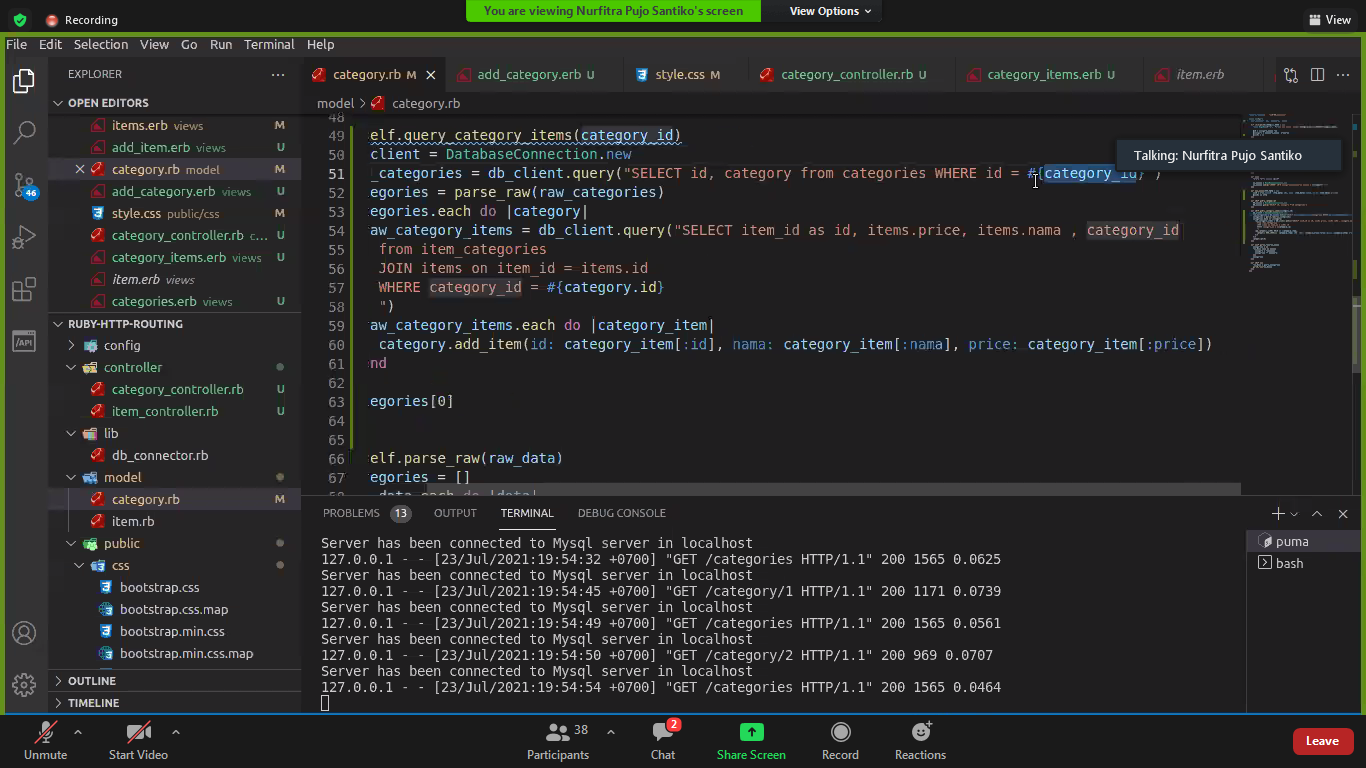 Recording
You are viewing Nurfitra Pujo Santiko's screen
View Options
View
File Edit Selection View Go Run Terminal Help
EXPLORER
OPEN EDITORS
items.erb views M
add_item.erb views U
category.rb model M
add_category.erb views U
style.css public/css M
category_controller.rb c... U
category_items.erb views U
item.erb views
categories.erb views U
46
RUBY-HTTP-ROUTING
config
controller
category_controller.rb U
item_controller.rb U
lib
db_connector.rb
model
category.rb M
item.rb
public
css
bootstrap.css
bootstrap.css.map
bootstrap.min.css
bootstrap.min.css.map
OUTLINE
TIMELINE
/API
category.rb M
add_category.erb U
style.css M
category_controller.rb U
category_items.erb U
item.erb
model > category.rb
Talking: Nurfitra Pujo Santiko
48
49 elf.query_category_items(category_id)
50 client = DatabaseConnection.new
51 _categories = db_client.query("SELECT id, category from categories WHERE id = #{category_id}")
52 egories = parse_raw(raw_categories)
53 egories.each do |category|
54 aw_category_items = db_client.query("SELECT item_id as id, items.price, items.nama , category_id
55 from item_categories
56 JOIN items on item_id = items.id
57 WHERE category_id = #{category.id}
58 ")
59 aw_category_items.each do |category_item|
60 category.add_item(id: category_item[:id], nama: category_item[:nama], price: category_item[:price])
61 nd
62
63 egories[0]
64
65
66 elf.parse_raw(raw_data)
67 egories = []
68 data.each do |data|
PROBLEMS 13 OUTPUT TERMINAL DEBUG CONSOLE
Server has been connected to Mysql server in localhost
127.0.0.1 - - [23/Jul/2021:19:54:32 +0700] "GET /categories HTTP/1.1" 200 1565 0.0625
Server has been connected to Mysql server in localhost
127.0.0.1 - - [23/Jul/2021:19:54:45 +0700] "GET /category/1 HTTP/1.1" 200 1171 0.0739
Server has been connected to Mysql server in localhost
127.0.0.1 - - [23/Jul/2021:19:54:49 +0700] "GET /categories HTTP/1.1" 200 1565 0.0561
Server has been connected to Mysql server in localhost
127.0.0.1 - - [23/Jul/2021:19:54:50 +0700] "GET /category/2 HTTP/1.1" 200 969 0.0707
Server has been connected to Mysql server in localhost
127.0.0.1 - - [23/Jul/2021:19:54:54 +0700] "GET /categories HTTP/1.1" 200 1565 0.0464
puma
bash
Unmute
Start Video
Participants 38
Chat 2
Share Screen
Record
Reactions
Leave